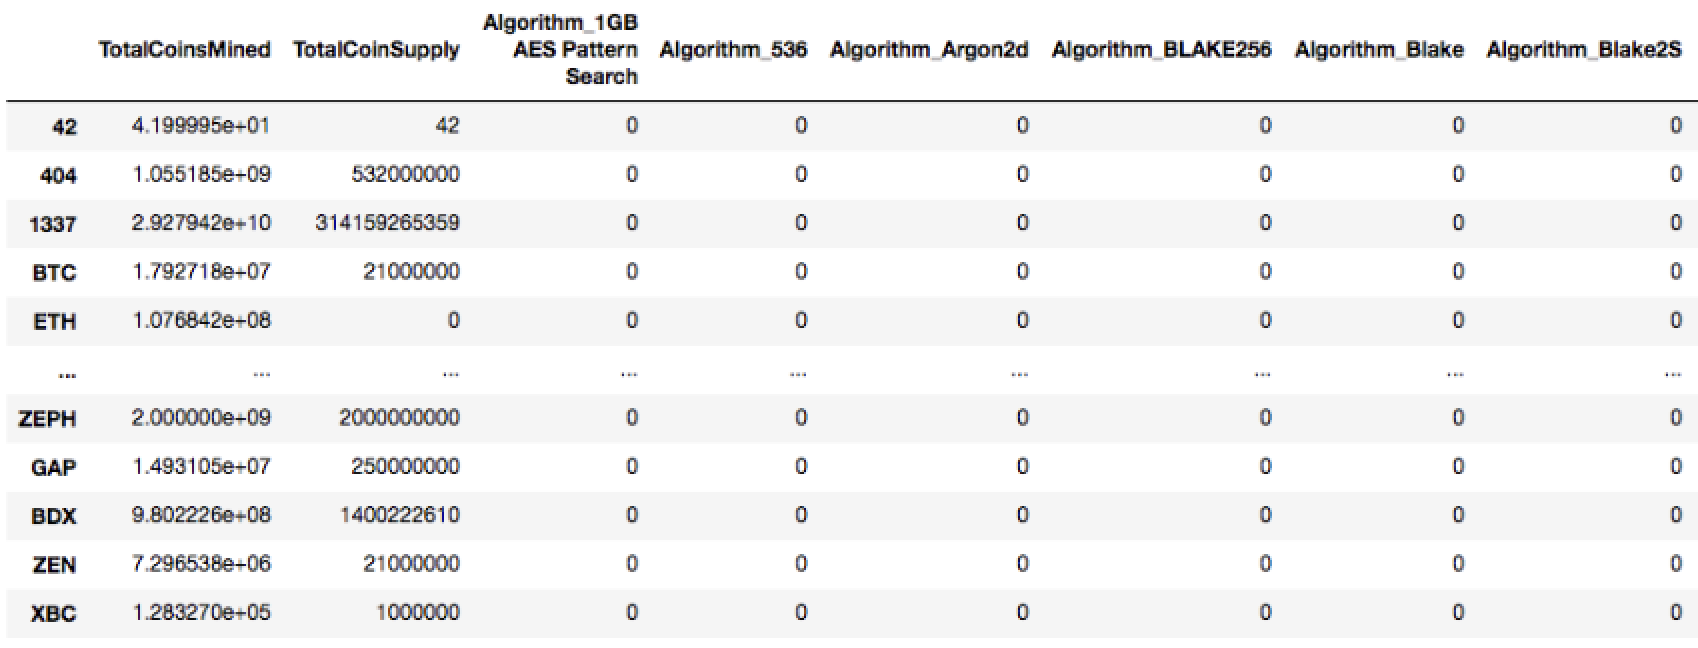 TotalCoinsMined TotalCoinSupply Algorithm_1GB AES Pattern Search Algorithm_536 Algorithm_Argon2d Algorithm_BLAKE256 Algorithm_Blake Algorithm_Blake2S
42 4.199995e+01 42 0 0 0 0 0 0
404 1.055185e+09 532000000 0 0 0 0 0 0
1337 2.927942e+10 314159265359 0 0 0 0 0 0
BTC 1.792718e+07 21000000 0 0 0 0 0 0
ETH 1.076842e+08 0 0 0 0 0 0 0
... ... ... ... ... ... ... ... ...
ZEPH 2.000000e+09 2000000000 0 0 0 0 0 0
GAP 1.493105e+07 250000000 0 0 0 0 0 0
BDX 9.802226e+08 1400222610 0 0 0 0 0 0
ZEN 7.296538e+06 21000000 0 0 0 0 0 0
XBC 1.283270e+05 1000000 0 0 0 0 0 0